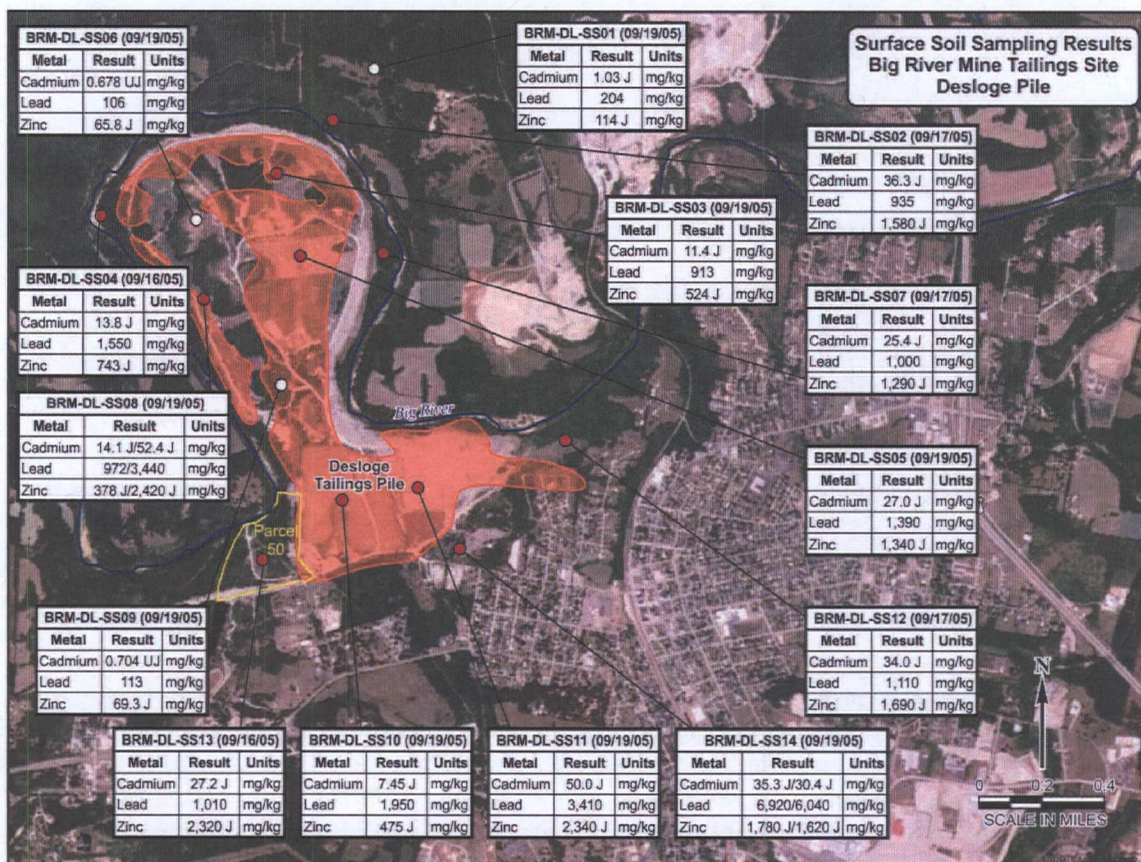 Surface Soil Sampling Results
Big River Mine Tailings Site
Desloge Pile
BRM-DL-SS06 (09/19/05)
Metal Result Units
Cadmium 0.678 UJ mg/kg
Lead 106 mg/kg
Zinc 65.8 J mg/kg
BRM-DL-SS01 (09/19/05)
Metal Result Units
Cadmium 1.03 J mg/kg
Lead 204 mg/kg
Zinc 114 J mg/kg
BRM-DL-SS02 (09/17/05)
Metal Result Units
Cadmium 36.3 J mg/kg
Lead 935 mg/kg
Zinc 1,580 J mg/kg
BRM-DL-SS03 (09/19/05)
Metal Result Units
Cadmium 11.4 J mg/kg
Lead 913 mg/kg
Zinc 524 J mg/kg
BRM-DL-SS04 (09/16/05)
Metal Result Units
Cadmium 13.8 J mg/kg
Lead 1,550 mg/kg
Zinc 743 J mg/kg
BRM-DL-SS07 (09/17/05)
Metal Result Units
Cadmium 25.4 J mg/kg
Lead 1,000 mg/kg
Zinc 1,290 J mg/kg
BRM-DL-SS08 (09/19/05)
Metal Result Units
Cadmium 14.1 J/52.4 J mg/kg
Lead 972/3,440 mg/kg
Zinc 378 J/2,420 J mg/kg
Big River
Desloge
Tailings Pile
BRM-DL-SS05 (09/19/05)
Metal Result Units
Cadmium 27.0 J mg/kg
Lead 1,390 mg/kg
Zinc 1,340 J mg/kg
Parcel
50
BRM-DL-SS09 (09/19/05)
Metal Result Units
Cadmium 0.704 UJ mg/kg
Lead 113 mg/kg
Zinc 69.3 J mg/kg
BRM-DL-SS12 (09/17/05)
Metal Result Units
Cadmium 34.0 J mg/kg
Lead 1,110 mg/kg
Zinc 1,690 J mg/kg
BRM-DL-SS13 (09/16/05)
Metal Result Units
Cadmium 27.2 J mg/kg
Lead 1,010 mg/kg
Zinc 2,320 J mg/kg
BRM-DL-SS10 (09/19/05)
Metal Result Units
Cadmium 7.45 J mg/kg
Lead 1,950 mg/kg
Zinc 475 J mg/kg
BRM-DL-SS11 (09/19/05)
Metal Result Units
Cadmium 50.0 J mg/kg
Lead 3,410 mg/kg
Zinc 2,340 J mg/kg
BRM-DL-SS14 (09/19/05)
Metal Result Units
Cadmium 35.3 J/30.4 J mg/kg
Lead 6,920/6,040 mg/kg
Zinc 1,780 J/1,620 J mg/kg
N
0 0.2 0.4
SCALE IN MILES